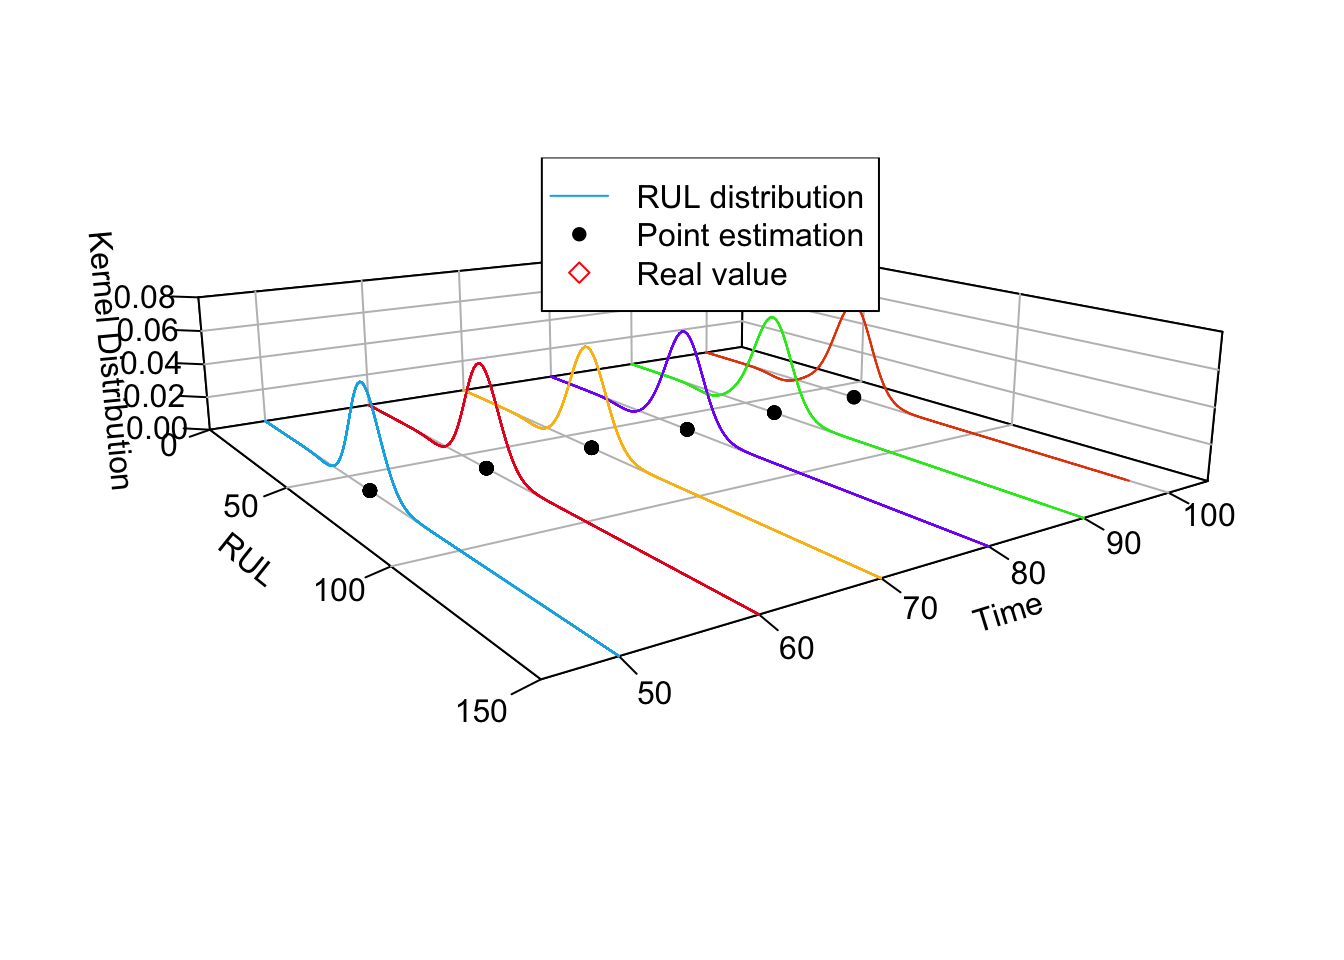 RUL distribution
Point estimation
Real value
Kernel Distribution
0.08
0.06
0.04
0.02
0.00
0
50
100
150
RUL
50
60
70
80
90
100
Time